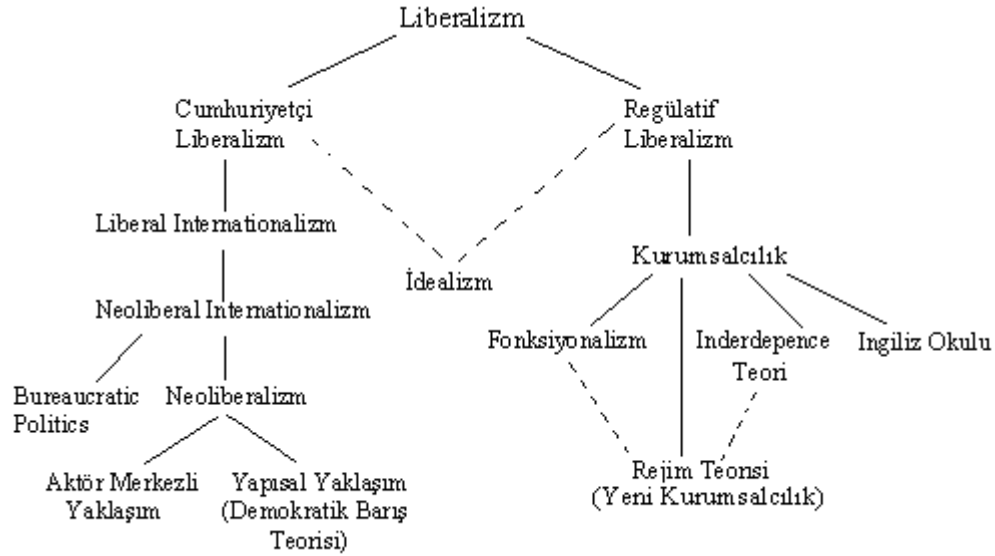 Liberalizm
Cumhuriyetçi
Liberalizm
Regülatif
Liberalizm
Liberal Internationalizm
İdealizm
Kurumsalcılık
Neoliberal Internationalizm
Fonksiyonalizm
Inderdepence
Teori
Ingiliz Okulu
Bureaucratic
Politics
Neoliberalizm
Aktör Merkezli
Yaklaşım
Yapısal Yaklaşım
(Demokratik Barış
Teorisi)
Rejim Teorisi
(Yeni Kurumsalcılık)